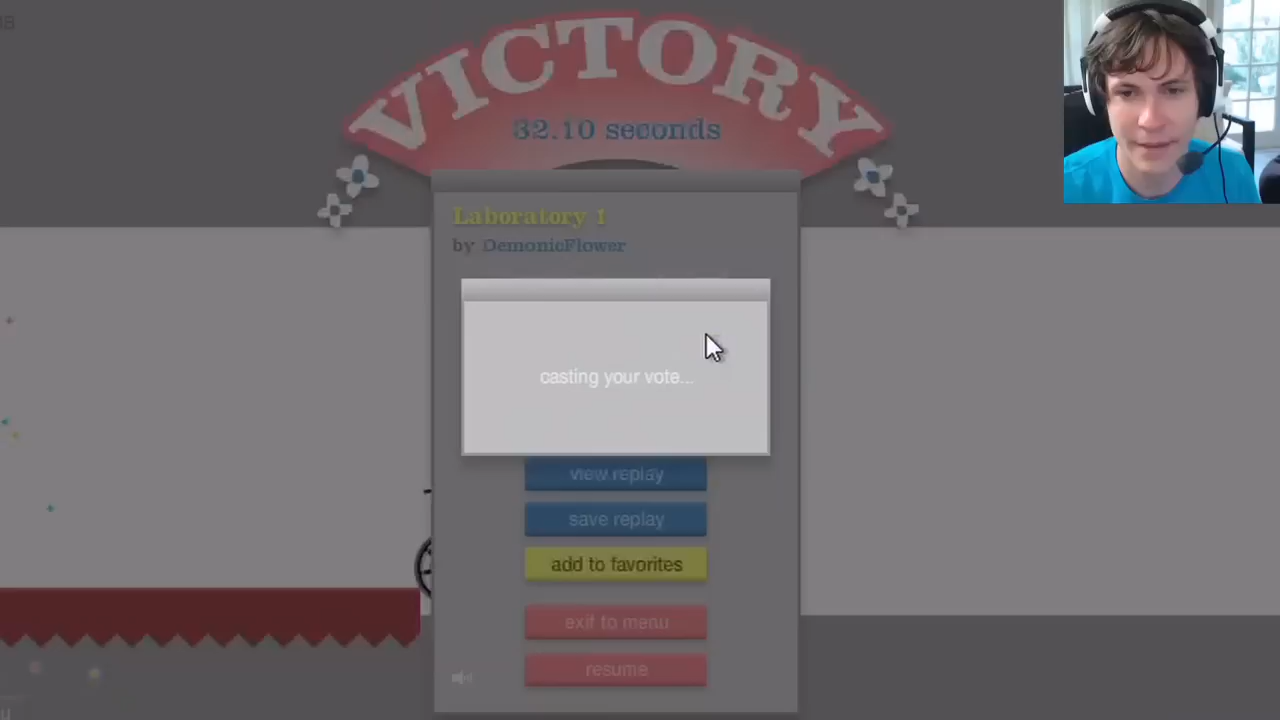 VICTORY
32.10 seconds
Laboratory 1
by DemonicFlower
casting your vote...
view replay
save replay
add to favorites
exit to menu
resume